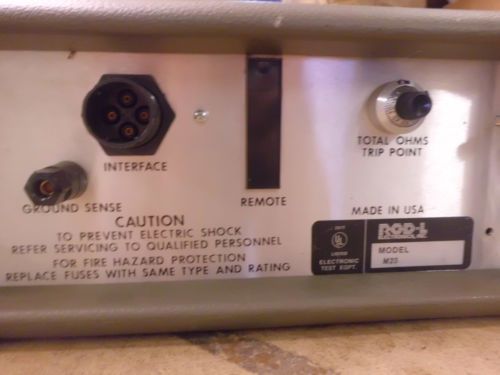 INTERFACE
GROUND SENSE
REMOTE
TOTAL OHMS
TRIP POINT
CAUTION
TO PREVENT ELECTRIC SHOCK
REFER SERVICING TO QUALIFIED PERSONNEL
FOR FIRE HAZARD PROTECTION
REPLACE FUSES WITH SAME TYPE AND RATING
MADE IN USA
UL
LISTED
ELECTRONIC
TEST EQPT.
ROD-L
MODEL
M25